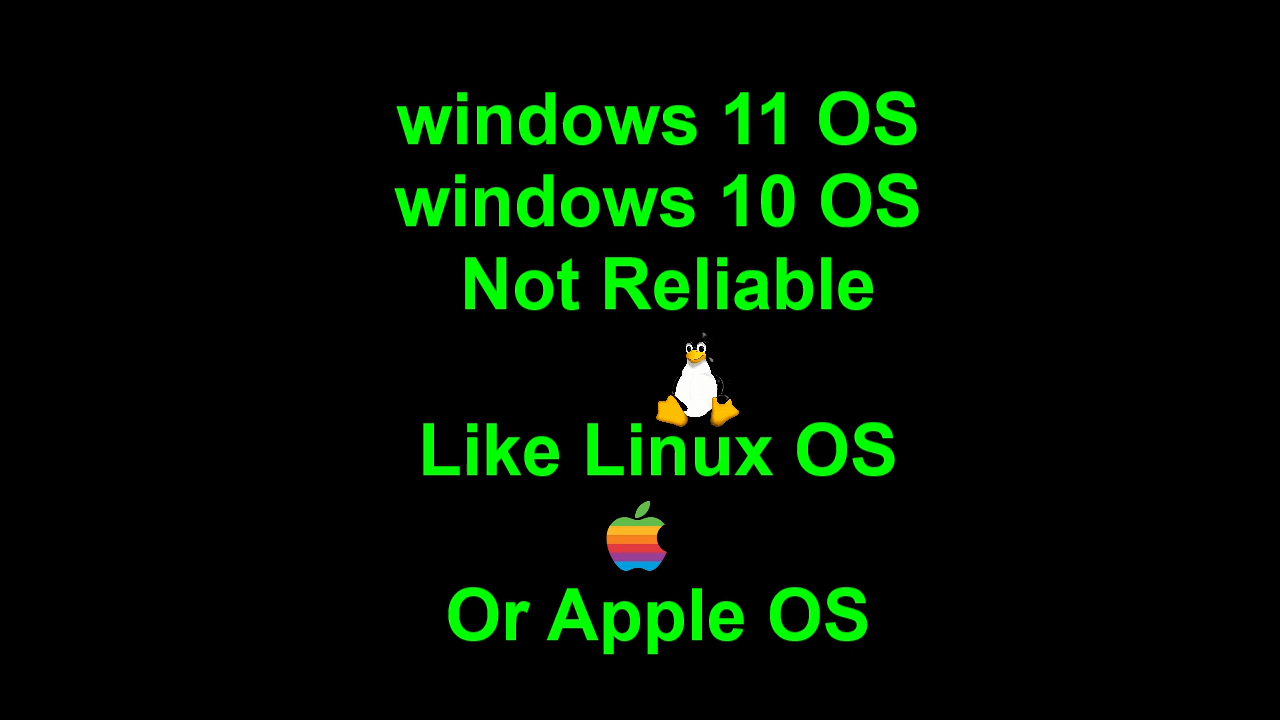 windows 11 OS
windows 10 OS
Not Reliable
Like Linux OS
Or Apple OS